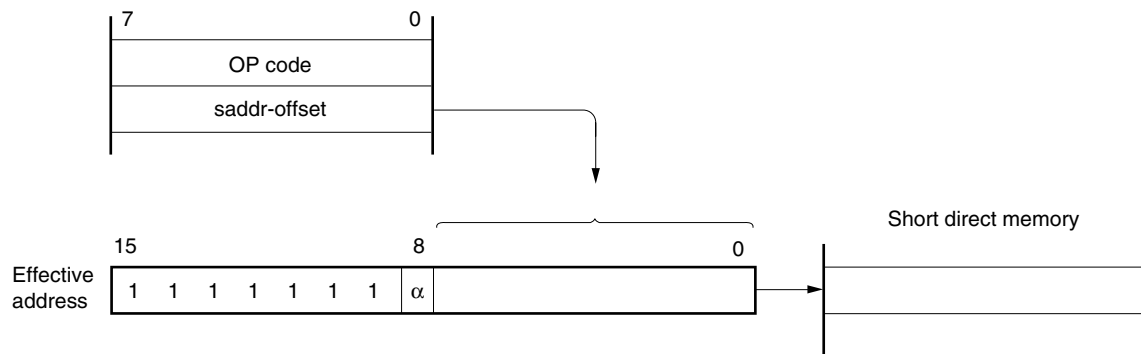 7 0
OP code
saddr-offset
Short direct memory
15 8 0
Effective
address
1 1 1 1 1 1 1 α